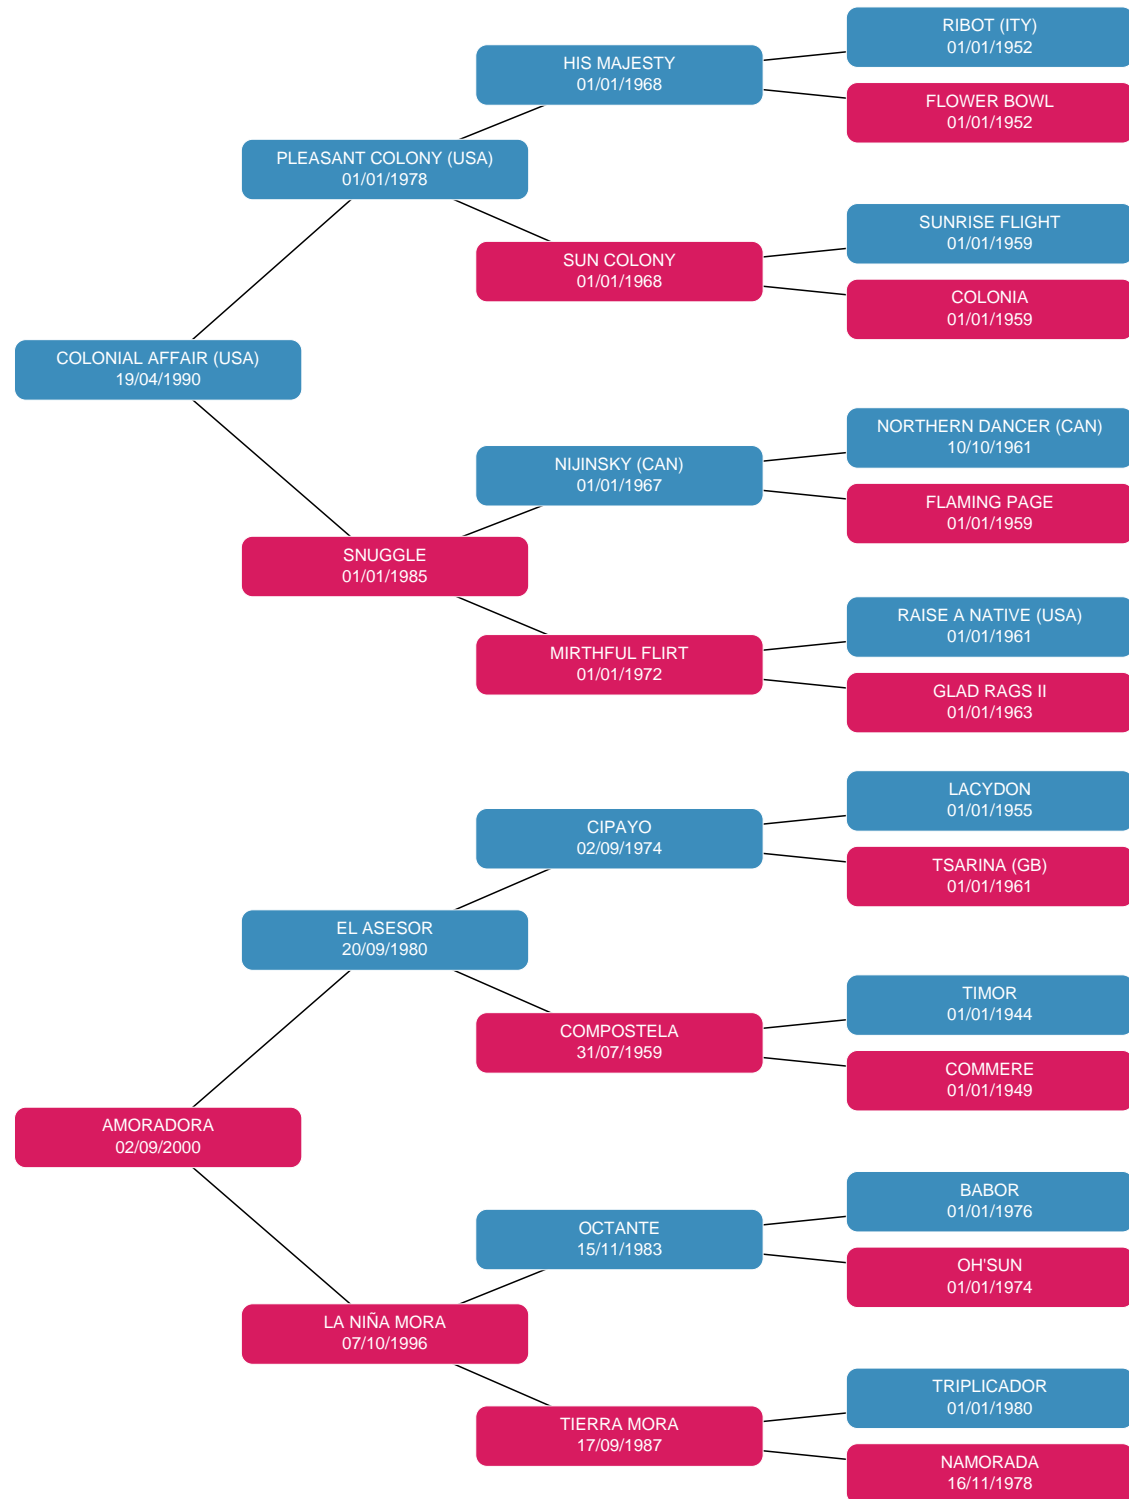 RIBOT (ITY)
01/01/1952
HIS MAJESTY
01/01/1968
FLOWER BOWL
01/01/1952
PLEASANT COLONY (USA)
01/01/1978
SUNRISE FLIGHT
01/01/1959
SUN COLONY
01/01/1968
COLONIA
01/01/1959
COLONIAL AFFAIR (USA)
19/04/1990
NORTHERN DANCER (CAN)
10/10/1961
NIJINSKY (CAN)
01/01/1967
FLAMING PAGE
01/01/1959
SNUGGLE
01/01/1985
RAISE A NATIVE (USA)
01/01/1961
MIRTHFUL FLIRT
01/01/1972
GLAD RAGS II
01/01/1963
LACYDON
01/01/1955
CIPAYO
02/09/1974
TSARINA (GB)
01/01/1961
EL ASESOR
20/09/1980
TIMOR
01/01/1944
COMPOSTELA
31/07/1959
COMMERE
01/01/1949
AMORADORA
02/09/2000
BABOR
01/01/1976
OCTANTE
15/11/1983
OH'SUN
01/01/1974
LA NIÑA MORA
07/10/1996
TRIPLICADOR
01/01/1980
TIERRA MORA
17/09/1987
NAMORADA
16/11/1978